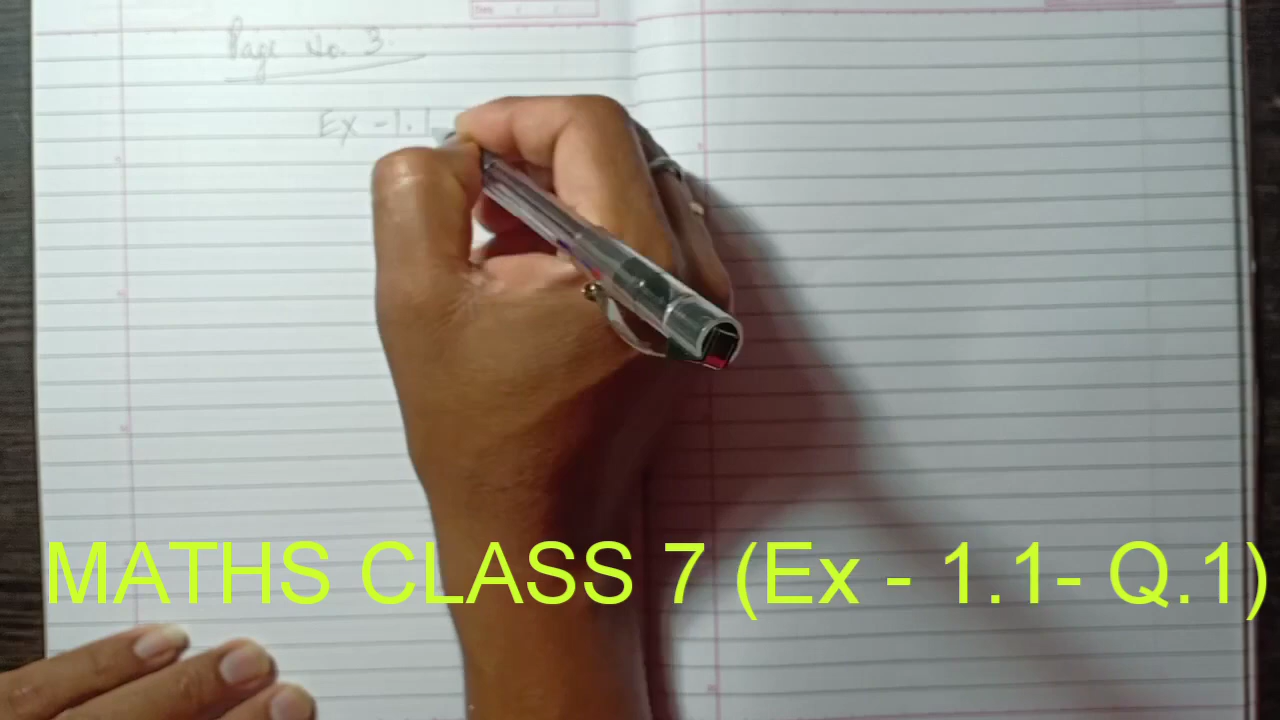 Page No. 3.
Ex - 1.1
MATHS CLASS 7 (Ex - 1.1- Q.1)